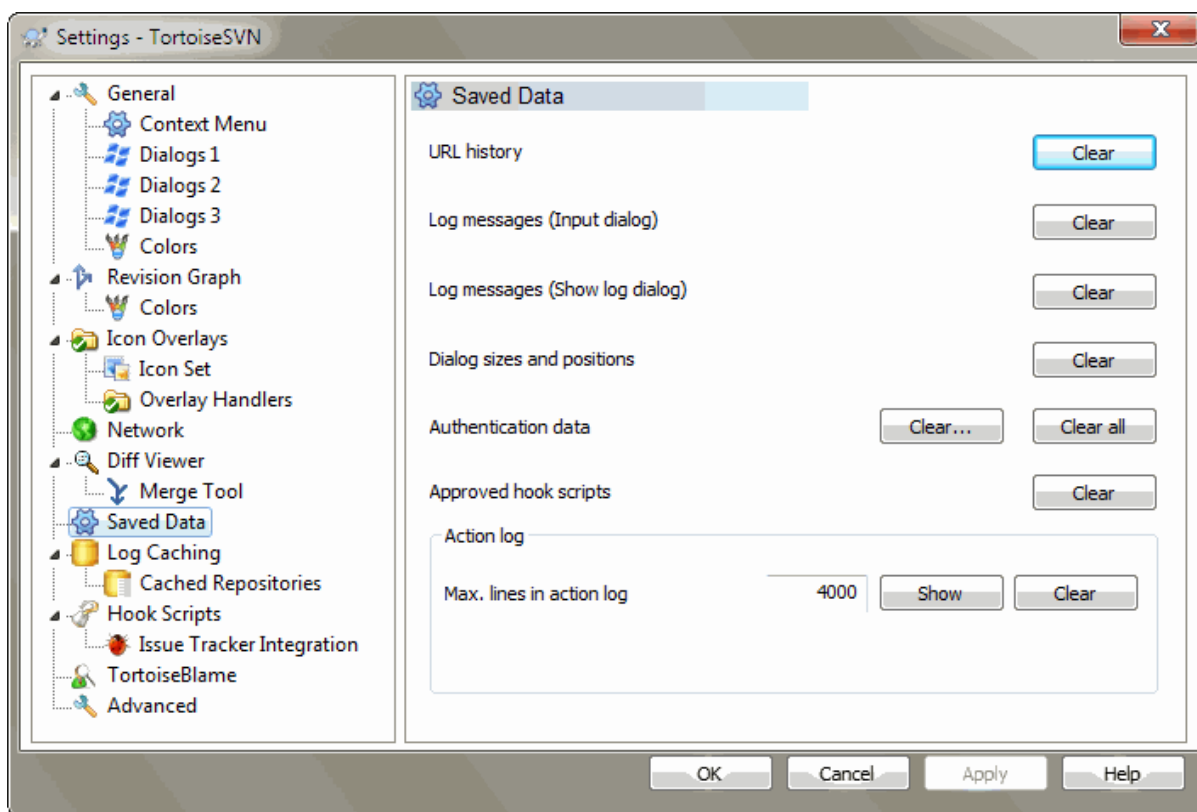 Settings - TortoiseSVN
General
Context Menu
Dialogs 1
Dialogs 2
Dialogs 3
Colors
Revision Graph
Colors
Icon Overlays
Icon Set
Overlay Handlers
Network
Diff Viewer
Merge Tool
Saved Data
Log Caching
Cached Repositories
Hook Scripts
Issue Tracker Integration
TortoiseBlame
Advanced
Saved Data
URL history Clear
Log messages (Input dialog) Clear
Log messages (Show log dialog) Clear
Dialog sizes and positions Clear
Authentication data Clear... Clear all
Approved hook scripts Clear
Action log
Max. lines in action log 4000 Show Clear
OK Cancel Apply Help